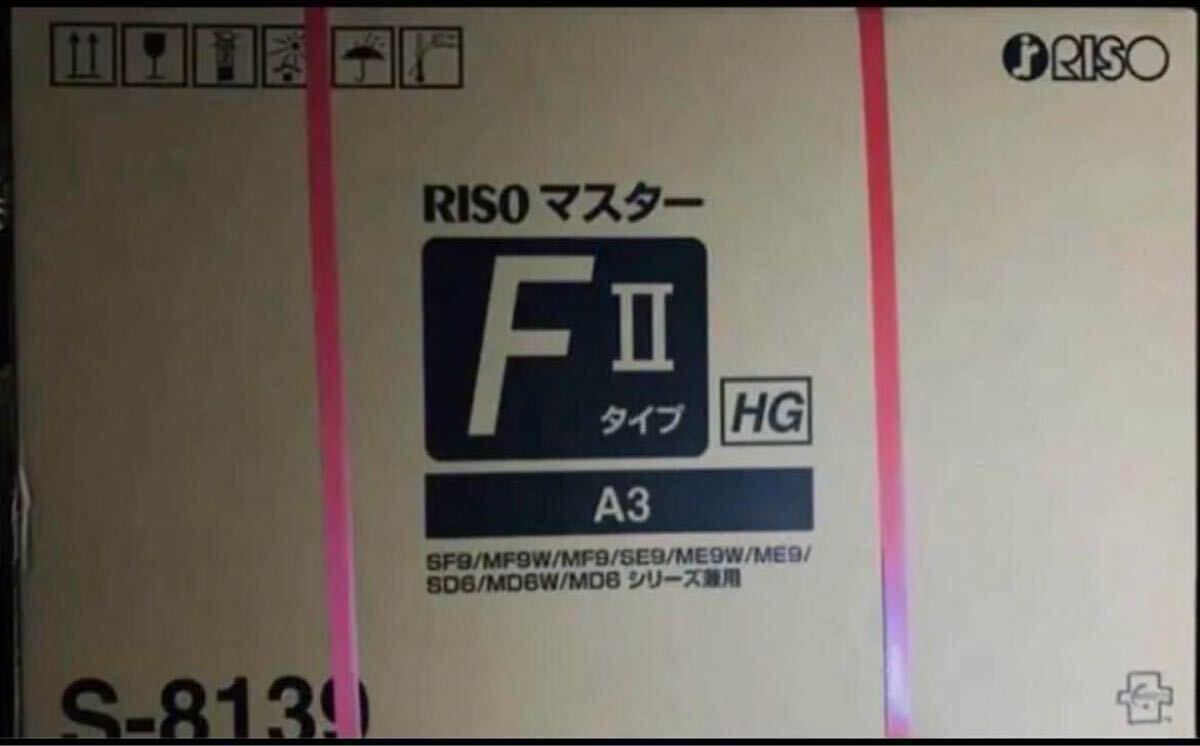 RISO
RISO マスター
F II
タイプ
HG
A3
SF9/MF9W/MF9/SE9/ME9W/ME9/
SD6/MD6W/MD6 シリーズ兼用
S-8139